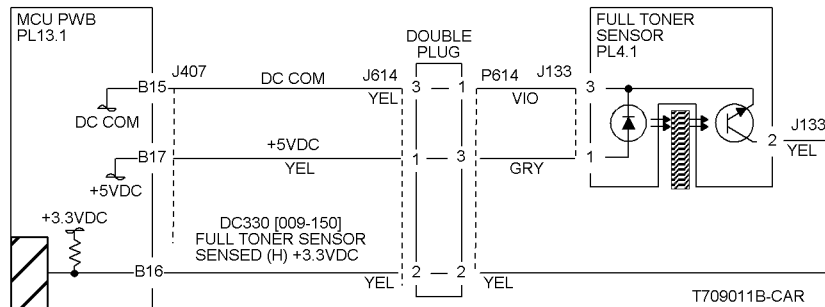 MCU PWB
PL13.1
DOUBLE
PLUG
FULL TONER
SENSOR
PL4.1
B15 J407 DC COM J614 3 1 P614 J133 3
YEL VIO
DC COM
J133
2
YEL
B17 +5VDC 1 3 1
YEL GRY
+5VDC
+3.3VDC
DC330 [009-150]
FULL TONER SENSOR
SENSED (H) +3.3VDC
B16 2 2
YEL YEL
T709011B-CAR